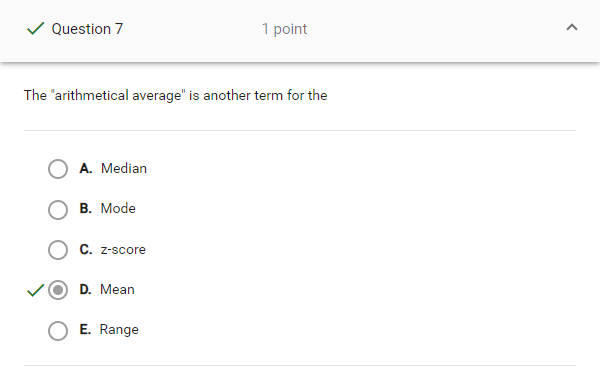 Question 7 1 point
The "arithmetical average" is another term for the
A. Median
B. Mode
C. z-score
D. Mean
E. Range